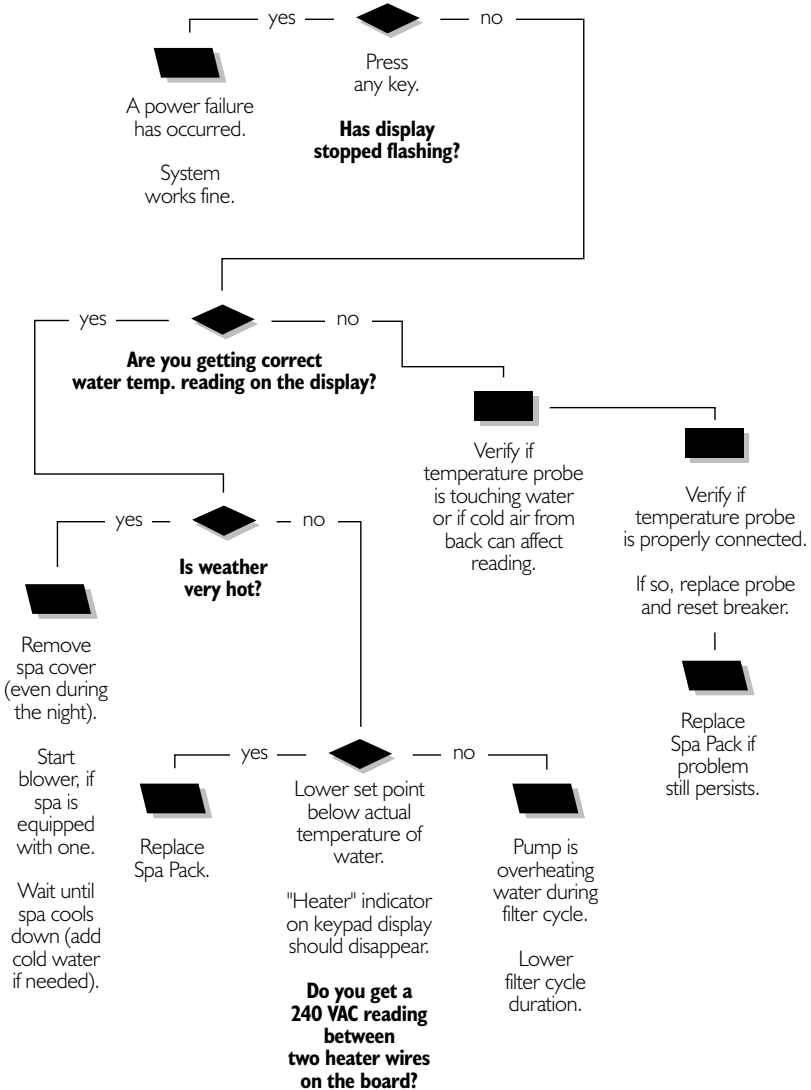 yes
no
Press
any key.
Has display
stopped flashing?
A power failure
has occurred.
System
works fine.
yes
no
Are you getting correct
water temp. reading on the display?
Verify if
temperature probe
is touching water
or if cold air from
back can affect
reading.
Verify if
temperature probe
is properly connected.
If so, replace probe
and reset breaker.
Replace
Spa Pack if
problem
still persists.
yes
no
Is weather
very hot?
Remove
spa cover
(even during
the night).
Start
blower, if
spa is
equipped
with one.
Wait until
spa cools
down (add
cold water
if needed).
yes
no
Replace
Spa Pack.
Lower set point
below actual
temperature of
water.
"Heater" indicator
on keypad display
should disappear.
Do you get a
240 VAC reading
between
two heater wires
on the board?
Pump is
overheating
water during
filter cycle.
Lower
filter cycle
duration.